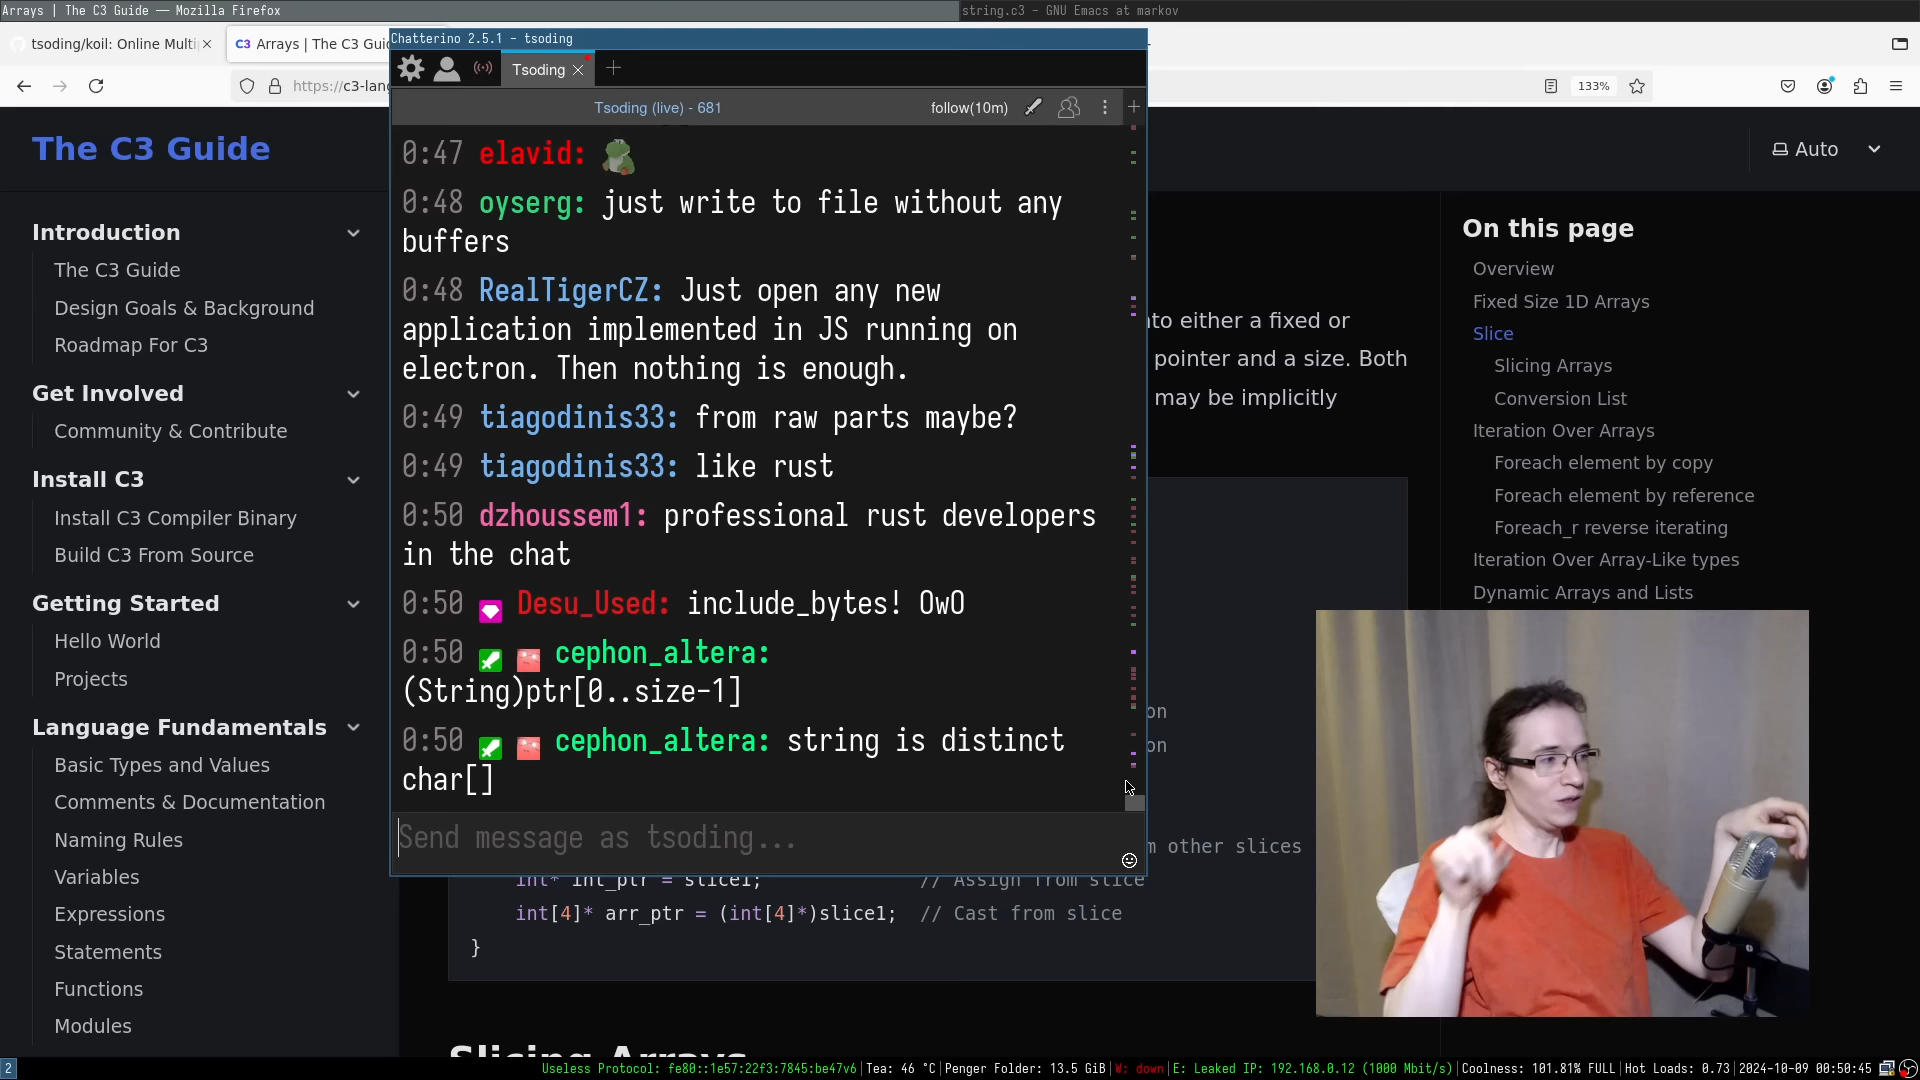 Arrays | The C3 Guide — Mozilla Firefox
string.c3 - GNU Emacs at markov
tsoding/koil: Online Multi
C3 Arrays | The C3 Gui
https://c3-lang
133%
Chatterino 2.5.1 - tsoding
Tsoding
Tsoding (live) - 681
follow(10m)
0:47 elavid:
0:48 oyserg: just write to file without any
buffers
0:48 RealTigerCZ: Just open any new
application implemented in JS running on
electron. Then nothing is enough.
0:49 tiagodinis33: from raw parts maybe?
0:49 tiagodinis33: like rust
0:50 dzhoussem1: professional rust developers
in the chat
0:50 Desu_Used: include_bytes! OwO
0:50 cephon_altera:
(String)ptr[0..size-1]
0:50 cephon_altera: string is distinct
char[]
Send message as tsoding...
The C3 Guide
Auto
Introduction
The C3 Guide
Design Goals & Background
Roadmap For C3
Get Involved
Community & Contribute
Install C3
Install C3 Compiler Binary
Build C3 From Source
Getting Started
Hello World
Projects
Language Fundamentals
Basic Types and Values
Comments & Documentation
Naming Rules
Variables
Expressions
Statements
Functions
Modules
nto either a fixed or
pointer and a size. Both
may be implicitly
on
on
m other slices
int* int_ptr = slice1; // Assign from slice
int[4]* arr_ptr = (int[4]*)slice1; // Cast from slice
}
Slicing Arrays
On this page
Overview
Fixed Size 1D Arrays
Slice
Slicing Arrays
Conversion List
Iteration Over Arrays
Foreach element by copy
Foreach element by reference
Foreach_r reverse iterating
Iteration Over Array-Like types
Dynamic Arrays and Lists
2
Useless Protocol: fe80::1e57:22f3:7845:be47v6 | Tea: 46 °C | Penger Folder: 13.5 GiB | W: down | E: Leaked IP: 192.168.0.12 (1000 Mbit/s) | Coolness: 101.81% FULL | Hot Loads: 0.73 | 2024-10-09 00:50:45